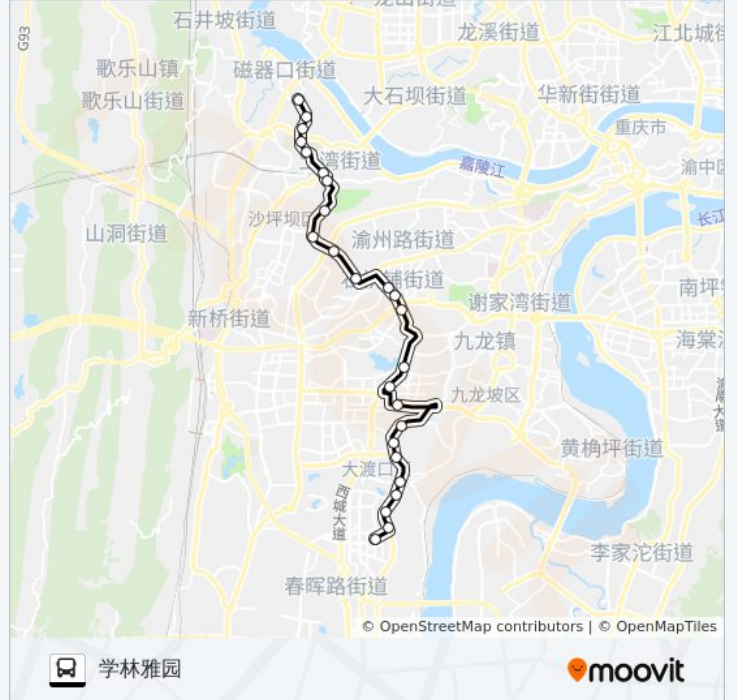 石井坡街道
龙溪街道
江北城街
G93
歌乐山镇
磁器口街道
歌乐山街道
大石坝街道
华新街街道
重庆市
湾街道
嘉陵江
渝中区
沙坪坝区
长江
山洞街道
渝州路街道
铺街道
南坪
谢家湾街道
新桥街道
九龙镇
海棠
九龙坡区
黄桷坪街道
大渡口
西城大道
李家沱街道
春晖路街道
© OpenStreetMap contributors | © OpenMapTiles
学林雅园
moovit